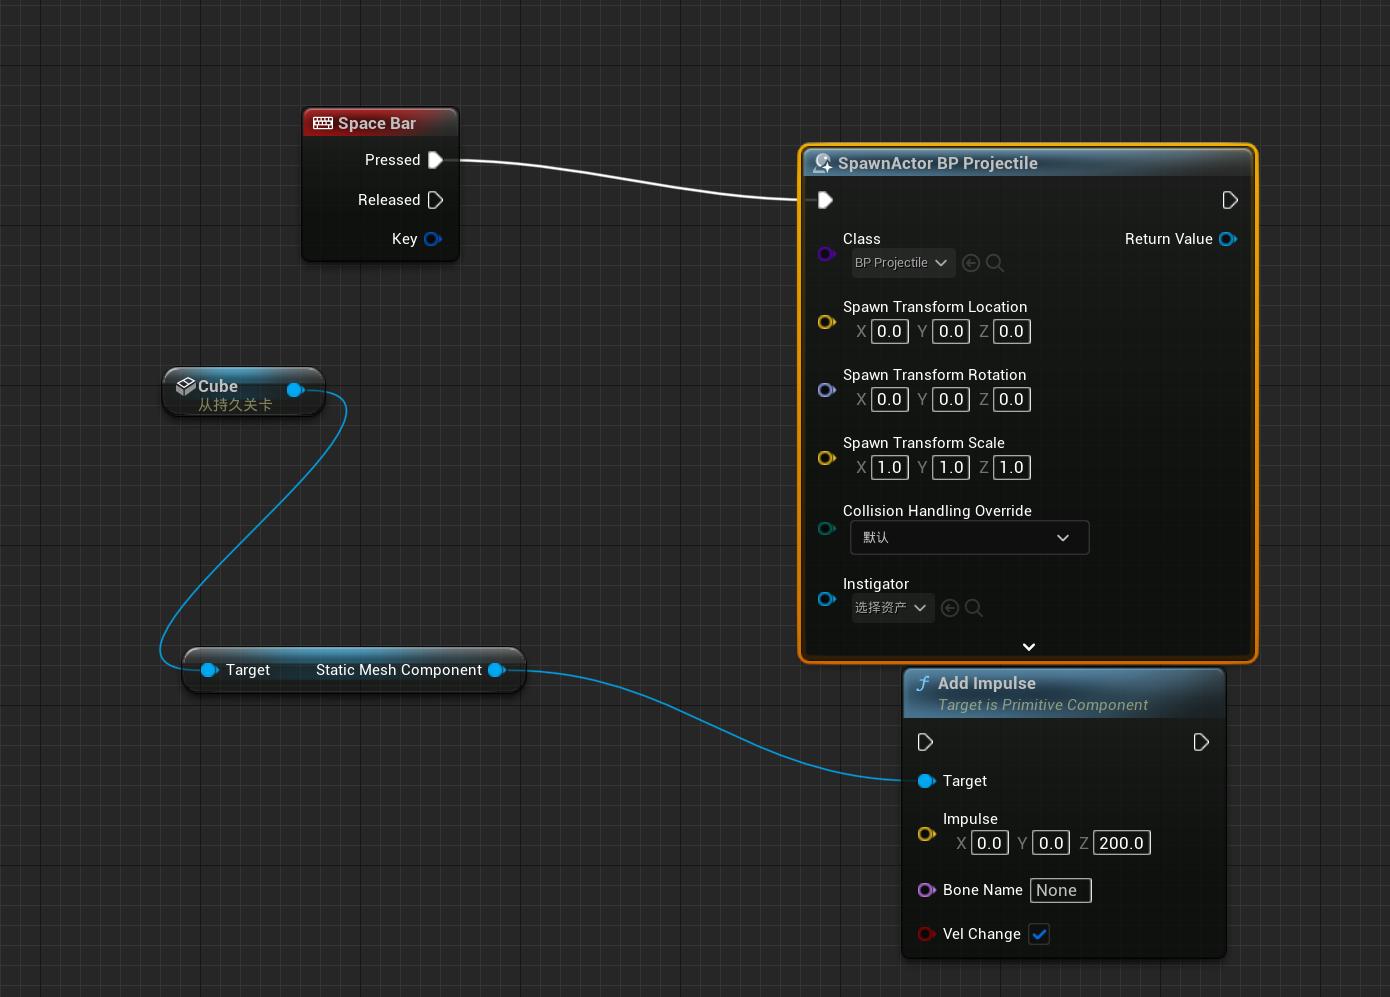 Space Bar
Pressed
Released
Key
SpawnActor BP Projectile
Class
Return Value
BP Projectile
Spawn Transform Location
X 0.0 Y 0.0 Z 0.0
Spawn Transform Rotation
X 0.0 Y 0.0 Z 0.0
Spawn Transform Scale
X 1.0 Y 1.0 Z 1.0
Collision Handling Override
默认
Instigator
选择资产
Cube
从持久关卡
Target Static Mesh Component
Add Impulse
Target is Primitive Component
Target
Impulse
X 0.0 Y 0.0 Z 200.0
Bone Name None
Vel Change